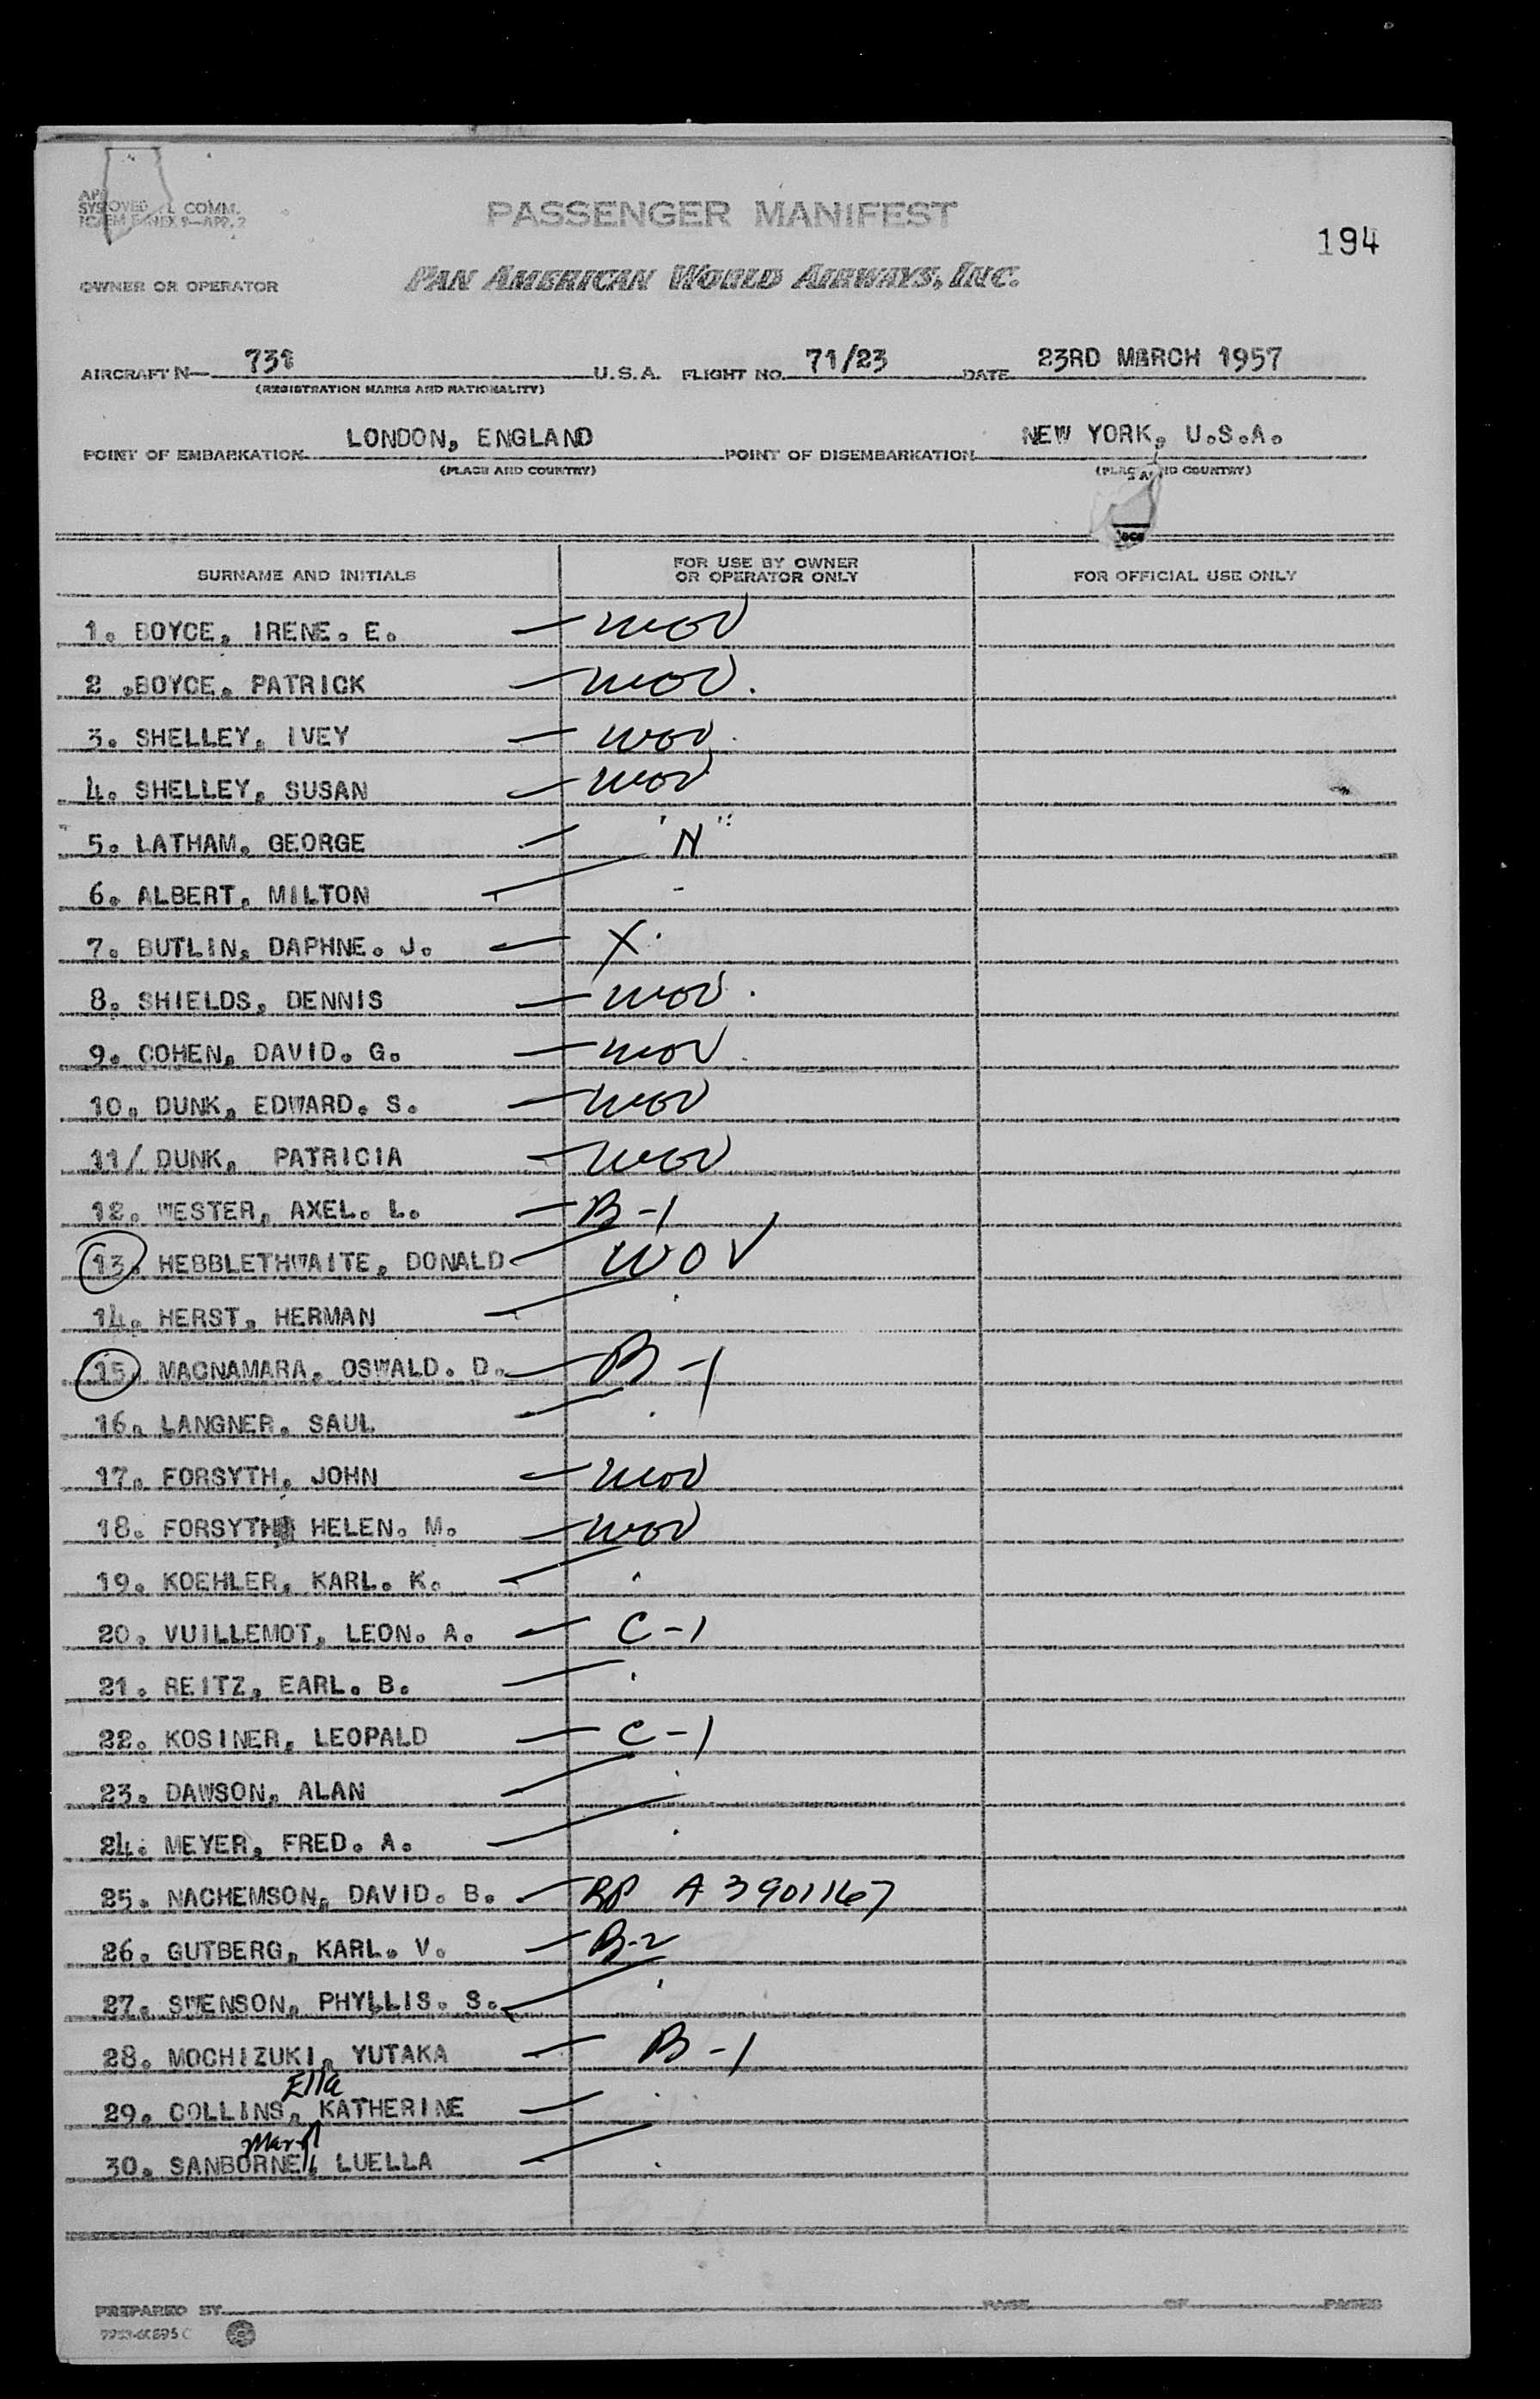 PASSENGER MANIFEST
194
OWNER OR OPERATOR
PAN AMERICAN WORLD AIRWAYS, INC.
AIRCRAFT N— 731 U.S.A. FLIGHT NO. 71/23 DATE 23RD MARCH 1957
(REGISTRATION MARKS AND NATIONALITY)
POINT OF EMBARKATION LONDON, ENGLAND POINT OF DISEMBARKATION NEW YORK, U.S.A.
(PLACE AND COUNTRY)
SURNAME AND INITIALS FOR USE BY OWNER OR OPERATOR ONLY FOR OFFICIAL USE ONLY
1. BOYCE, IRENE. E. — WOV
2 .BOYCE, PATRICK — WOV.
3. SHELLEY, IVEY — WOV
4. SHELLEY, SUSAN — WOV
5. LATHAM, GEORGE — "N"
6. ALBERT, MILTON —
7. BUTLIN, DAPHNE. J. — X
8. SHIELDS, DENNIS — WOV
9. COHEN, DAVID. G. — WOV
10. DUNK, EDWARD. S. — WOV
11/ DUNK, PATRICIA — WOV
12. WESTER, AXEL. L. — B-1
13. HEBBLETHWAITE, DONALD — WOV
14. HERST, HERMAN —
15. MACNAMARA, OSWALD. D. — B-1
16. LANGNER, SAUL —
17. FORSYTH, JOHN — WOV
18. FORSYTH HELEN. M. — WOV
19. KOEHLER, KARL. K. —
20. VUILLEMOT, LEON. A. — C-1
21. REITZ, EARL. B. —
22. KOSINER, LEOPALD — C-1
23. DAWSON, ALAN —
24. MEYER, FRED. A. —
25. NACHEMSON, DAVID. B. — RP A3901167
26. GUTBERG, KARL. V. — B-2
27. SWENSON, PHYLLIS. S. —
28. MOCHIZUKI, YUTAKA — B-1
Ella
29. COLLINS, KATHERINE —
Mary
30. SANBORNE, LUELLA —
PREPARED BY PAGE OF PAGES